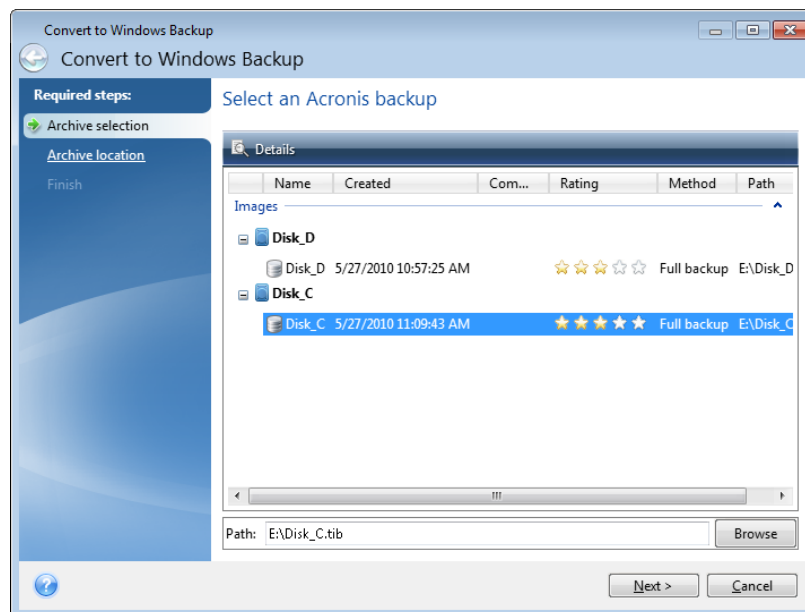 Convert to Windows Backup
Convert to Windows Backup
Required steps:
Archive selection
Archive location
Finish
Select an Acronis backup
Details
Name Created Com... Rating Method Path
Images
Disk_D
Disk_D 5/27/2010 10:57:25 AM Full backup E:\Disk_D
Disk_C
Disk_C 5/27/2010 11:09:43 AM Full backup E:\Disk_C
Path: E:\Disk_C.tib Browse
Next > Cancel